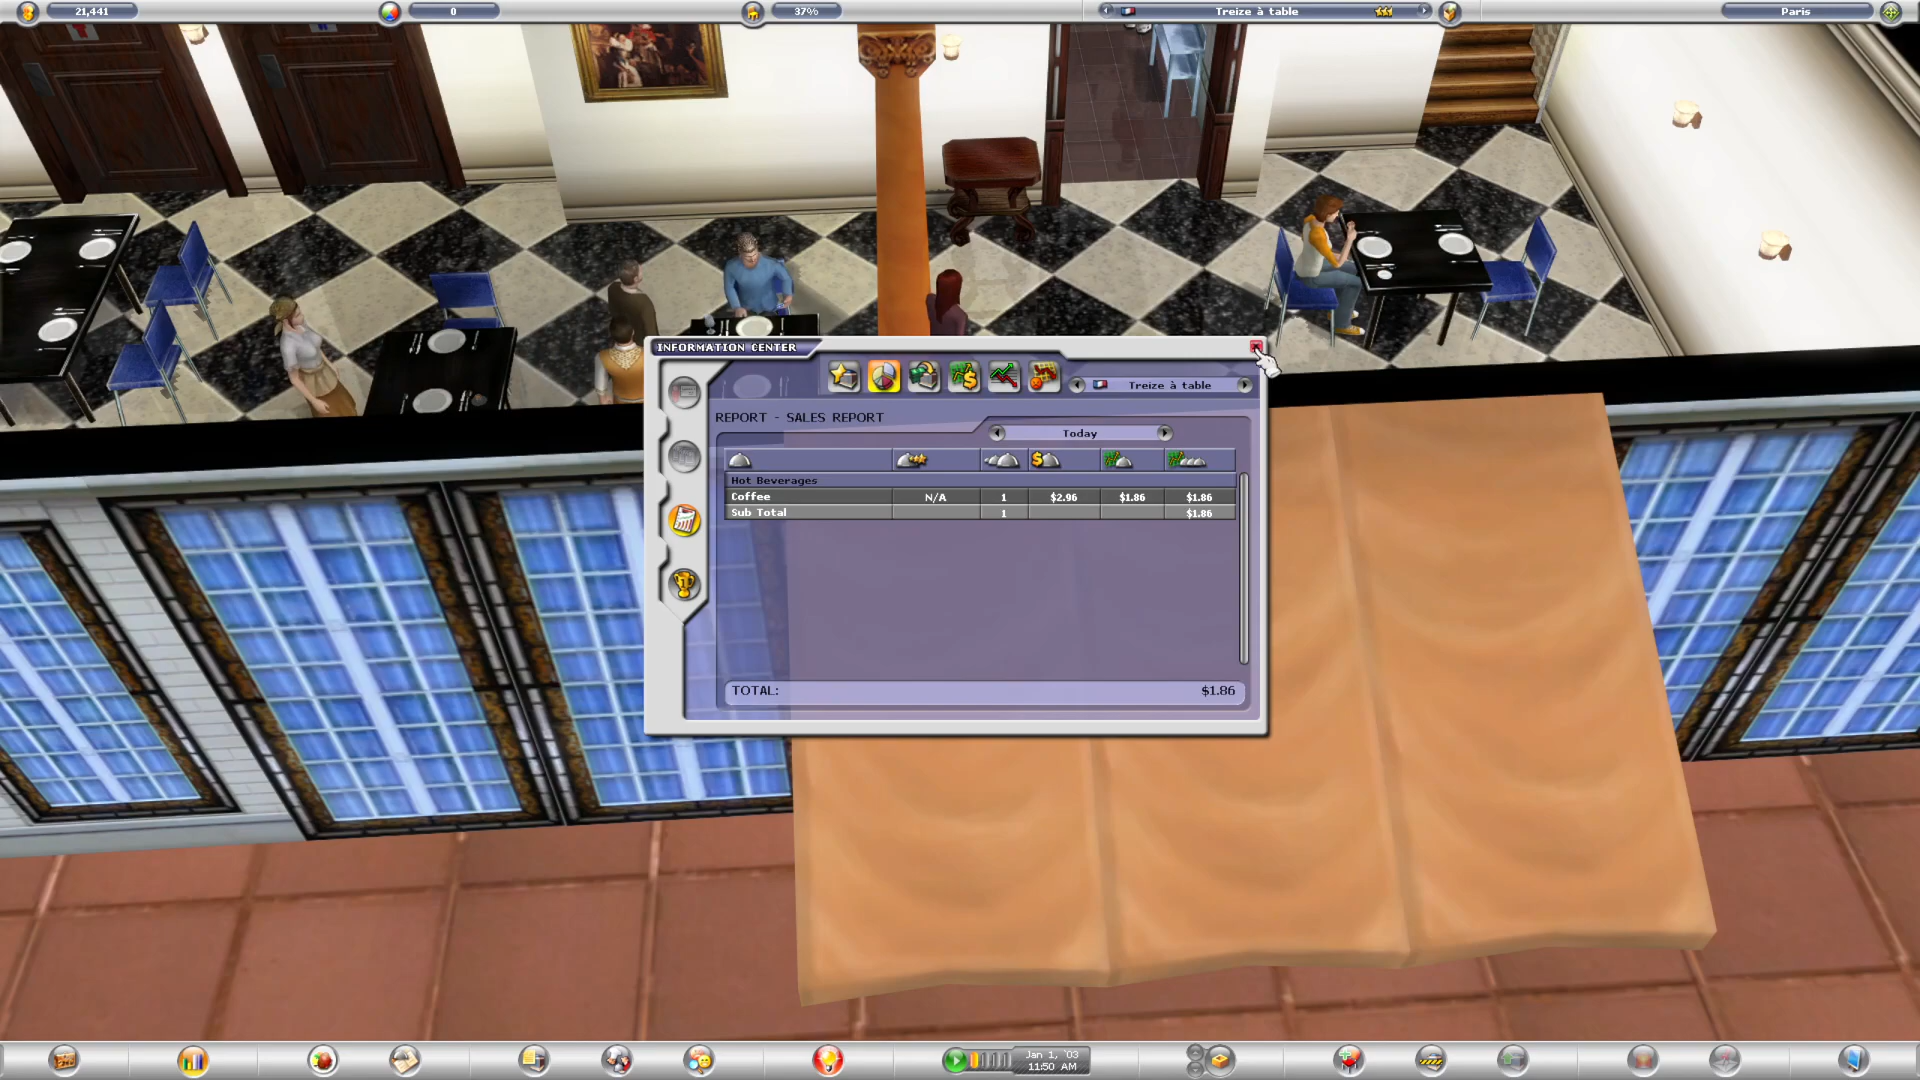 21,441
0
37%
Treize à table
Paris
INFORMATION CENTER
Treize à table
REPORT - SALES REPORT
Today
Hot Beverages
Coffee N/A 1 $2.96 $1.86 $1.86
Sub Total 1 $1.86
TOTAL: $1.86
Jan 1, '03
11:50 AM